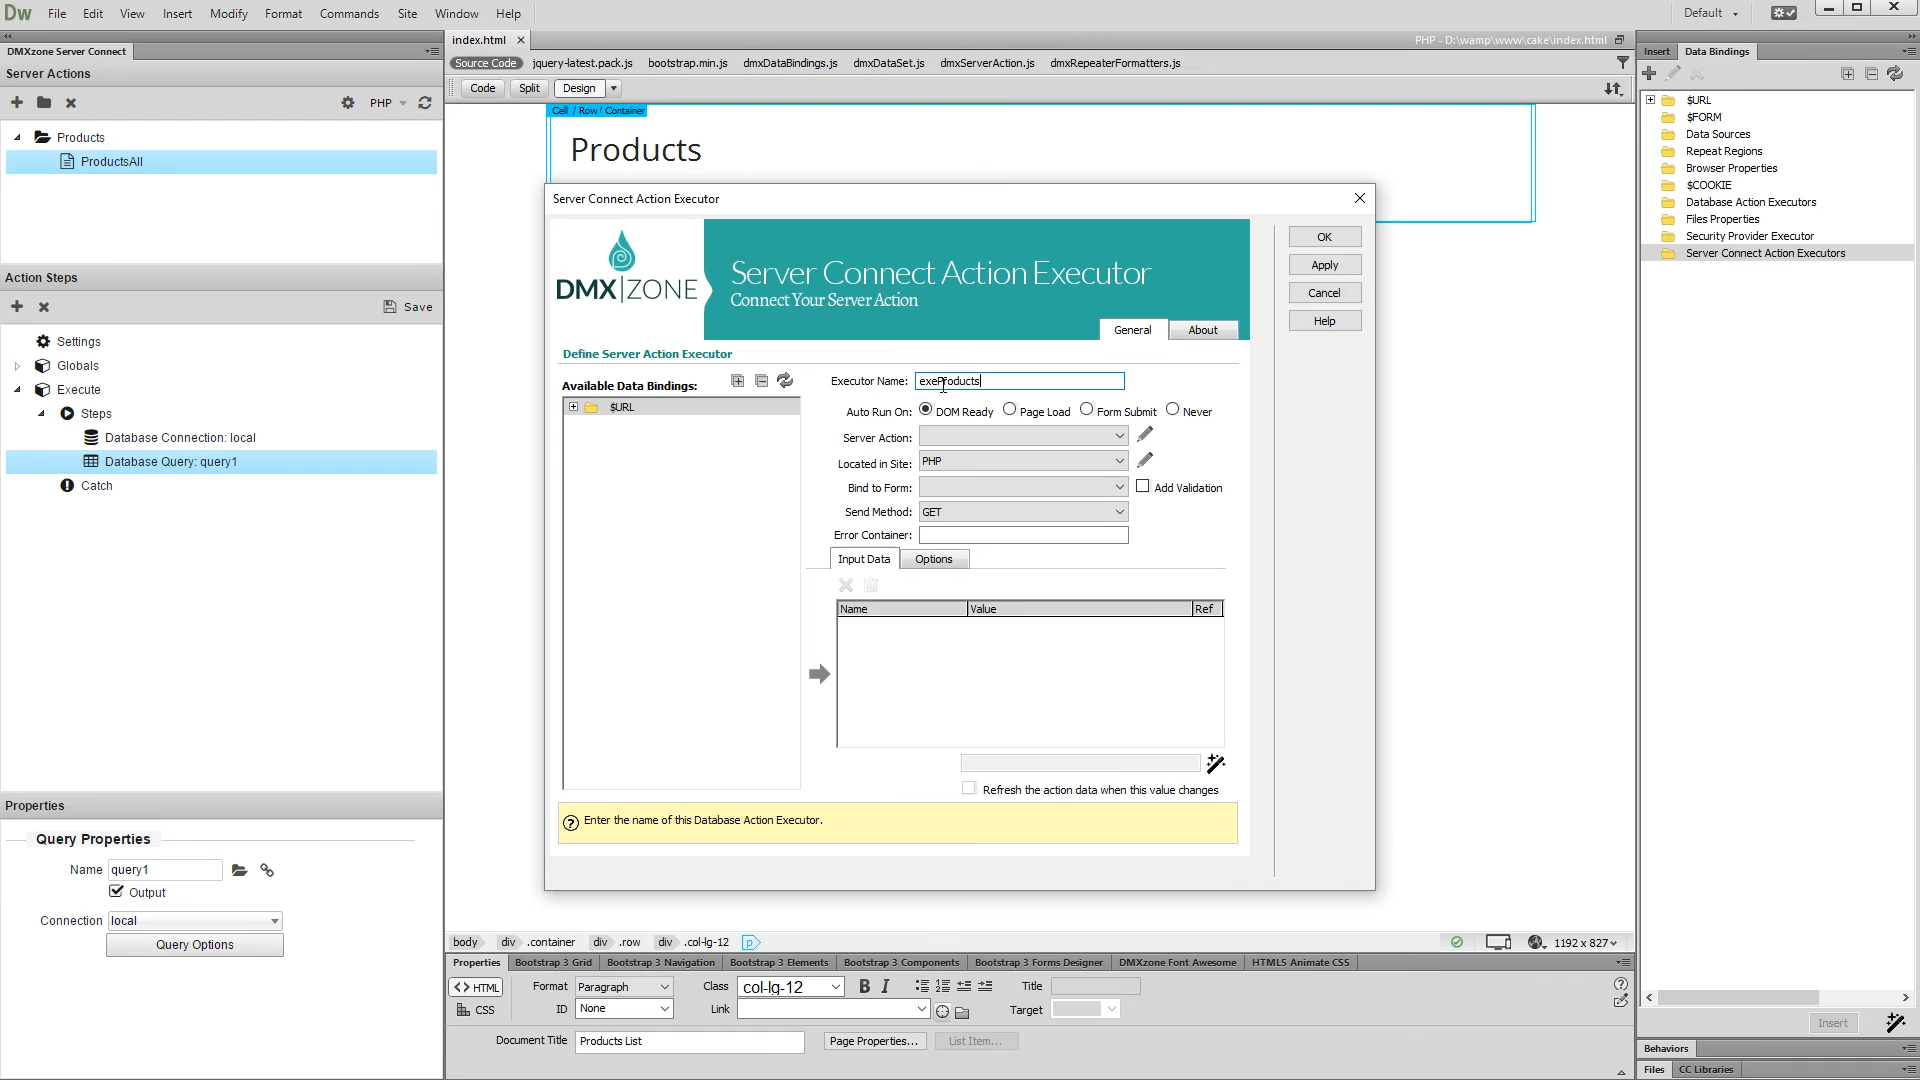 Dw File Edit View Insert Modify Format Commands Site Window Help Default
DMXzone Server Connect
Server Actions
PHP
Products
ProductsAll
Action Steps
Save
Settings
Globals
Execute
Steps
Database Connection: local
Database Query: query1
Catch
Properties
Query Properties
Name query1
Output
Connection local
Query Options
index.html
PHP - D:\wamp\www\cake\index.html
Source Code jquery-latest.pack.js bootstrap.min.js dmxDataBindings.js dmxDataSet.js dmxServerAction.js dmxRepeaterFormatters.js
Code Split Design
Cell / Row / Container
Products
Server Connect Action Executor
DMX|ZONE
Server Connect Action Executor
Connect Your Server Action
General About
Define Server Action Executor
Available Data Bindings:
$URL
Executor Name: exeProducts
Auto Run On: DOM Ready Page Load Form Submit Never
Server Action:
Located in Site: PHP
Bind to Form: Add Validation
Send Method: GET
Error Container:
Input Data Options
Name Value Ref
Refresh the action data when this value changes
Enter the name of this Database Action Executor.
OK
Apply
Cancel
Help
body div .container div .row div .col-lg-12 p
1192 x 827
Properties Bootstrap 3 Grid Bootstrap 3 Navigation Bootstrap 3 Elements Bootstrap 3 Components Bootstrap 3 Forms Designer DMXzone Font Awesome HTML5 Animate CSS
<> HTML Format Paragraph Class col-lg-12 B I Title
CSS ID None Link Target
Document Title Products List Page Properties... List Item...
Insert Data Bindings
$URL
$FORM
Data Sources
Repeat Regions
Browser Properties
$COOKIE
Database Action Executors
Files Properties
Security Provider Executor
Server Connect Action Executors
Insert
Behaviors
Files CC Libraries